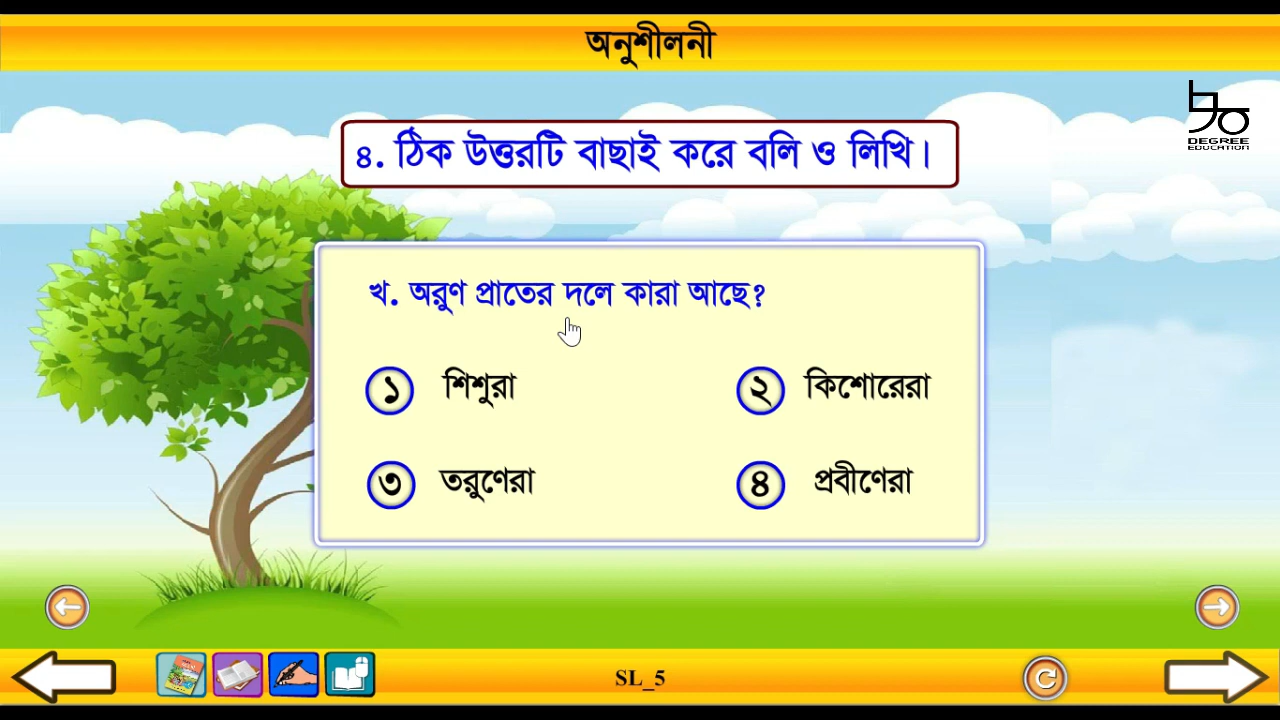 অনুশীলনী
১০
DEGREE
EDUCATION
৪. ঠিক উত্তরটি বাছাই করে বলি ও লিখি।
খ. অরুণ প্রাতের দলে কারা আছে?
১ শিশুরা
২ কিশোরেরা
৩ তরুণেরা
৪ প্রবীণেরা
SL_5